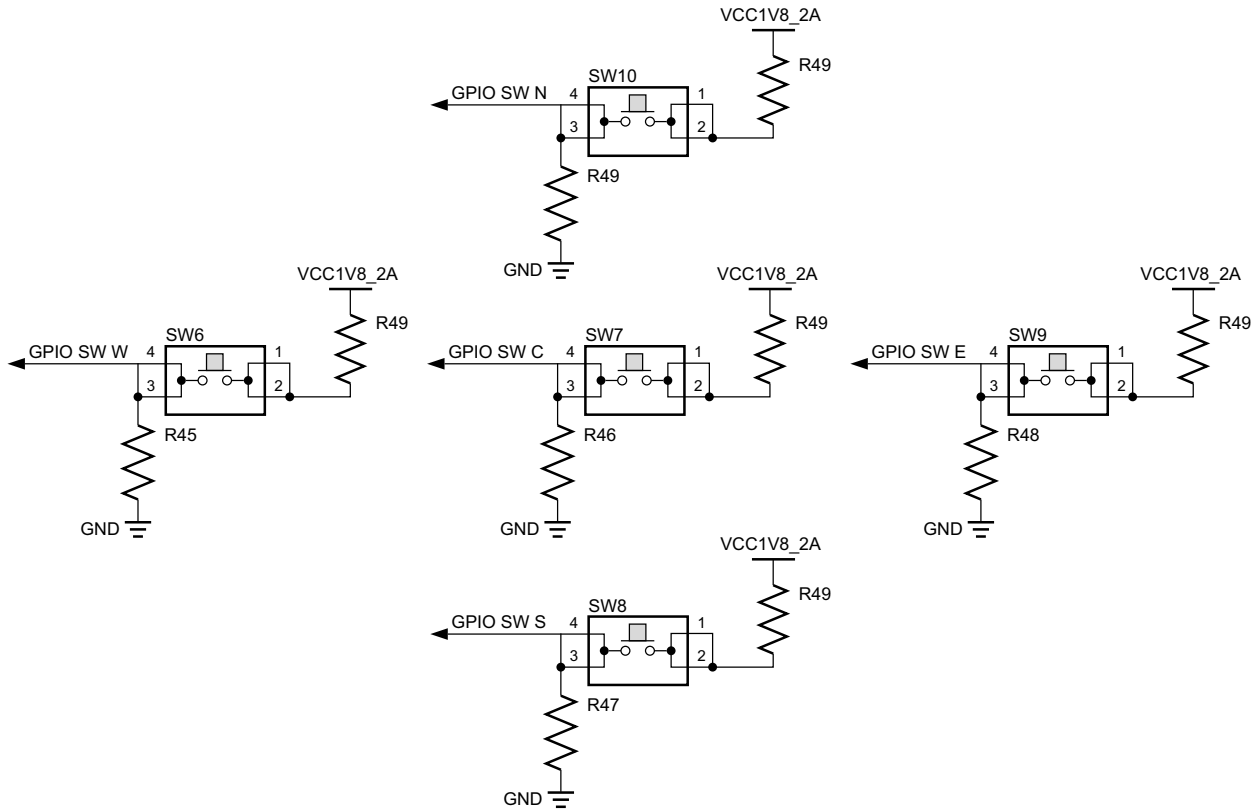 VCC1V8_2A
R49
SW10
GPIO SW N
4
1
3
2
R49
GND
VCC1V8_2A
R49
SW6
GPIO SW W
4
1
3
2
R45
GND
VCC1V8_2A
R49
SW7
GPIO SW C
4
1
3
2
R46
GND
VCC1V8_2A
R49
SW9
GPIO SW E
4
1
3
2
R48
GND
VCC1V8_2A
R49
SW8
GPIO SW S
4
1
3
2
R47
GND